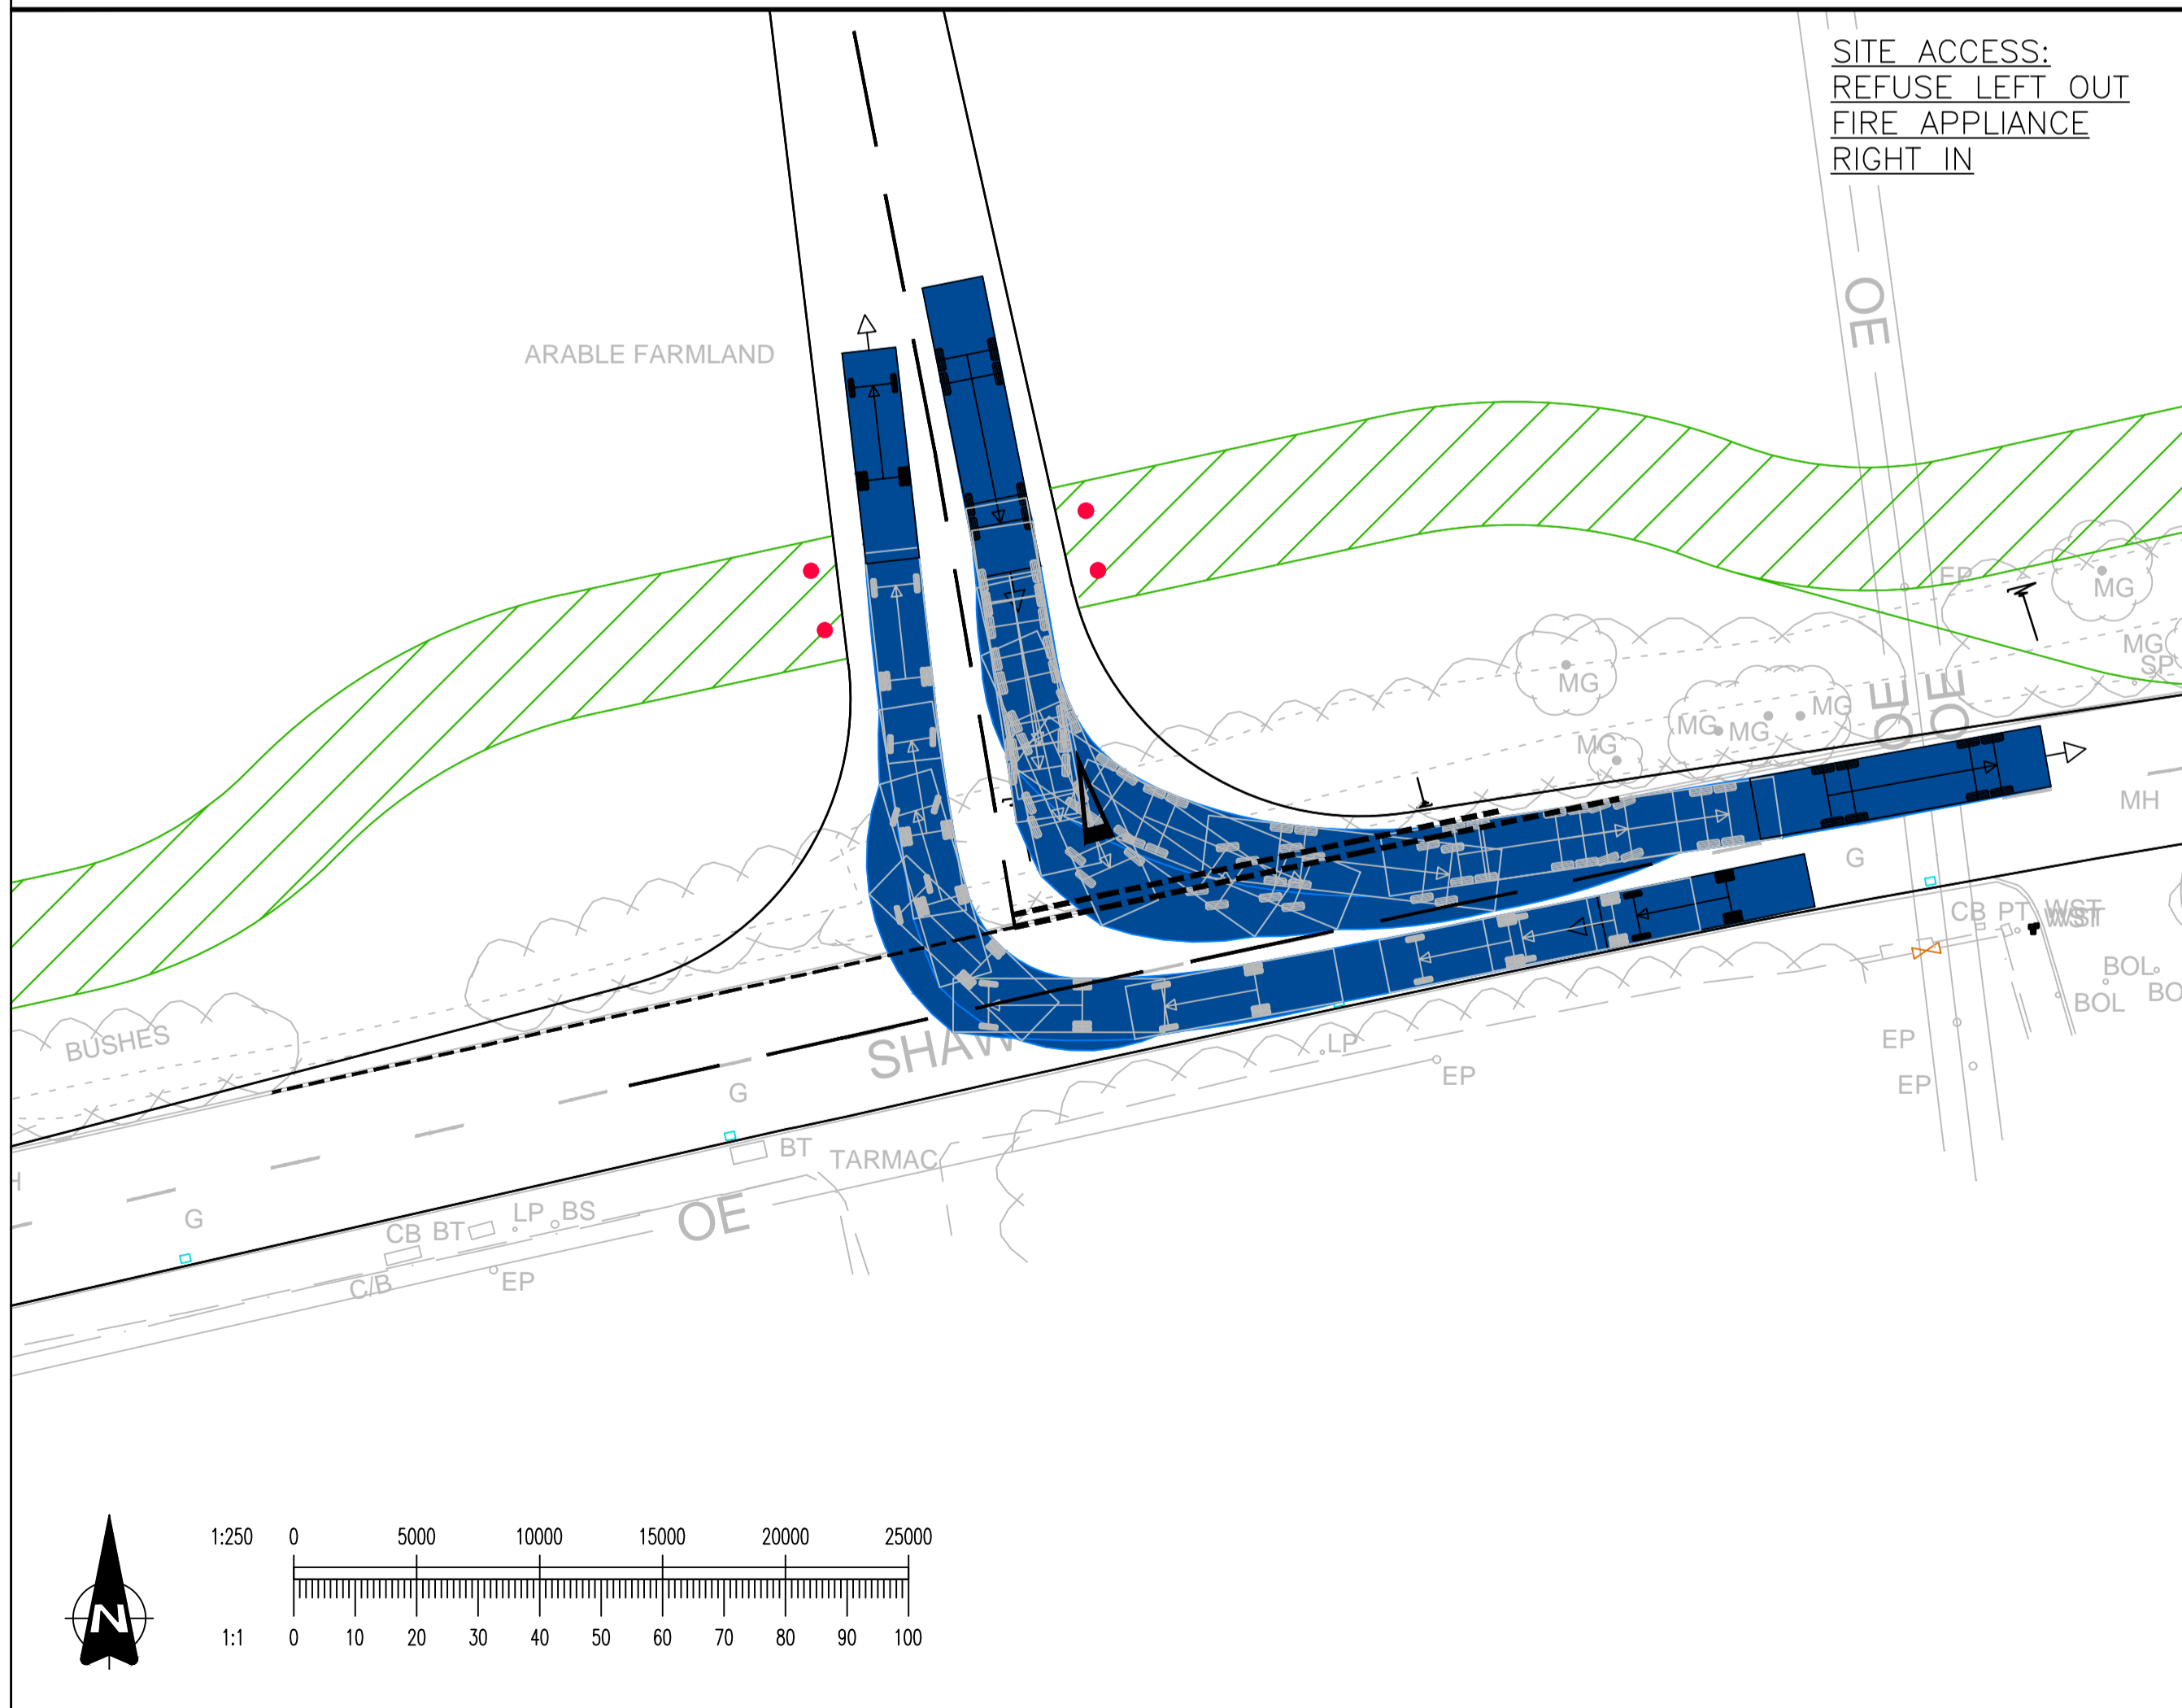 SITE ACCESS:
REFUSE LEFT OUT
FIRE APPLIANCE
RIGHT IN
OE
ARABLE FARMLAND
EP
MG
MG
SP
MG
MG
MG
MG
MG
OE
OE
MH
G
CB PT WST
WST
BOL
BOL
EP
EP
BUSHES
SHAW
LP
EP
G
BT
TARMAC
OE
G
CB BT
LP
BS
C/B
EP
1:250 0 5000 10000 15000 20000 25000
N
1:1 0 10 20 30 40 50 60 70 80 90 100